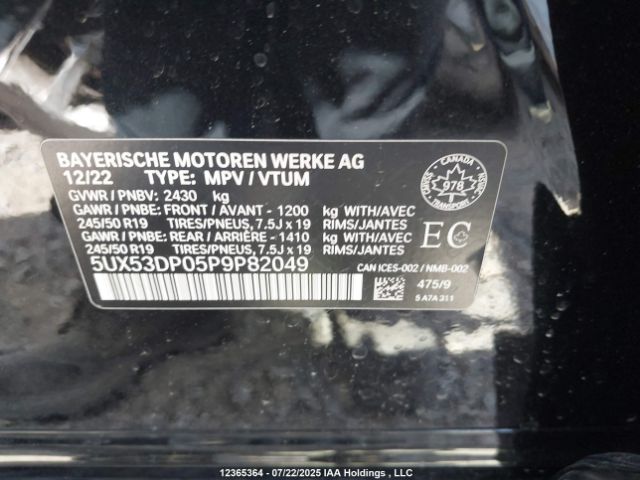 BAYERISCHE MOTOREN WERKE AG
12/22 TYPE: MPV / VTUM
GVWR / PNBV: 2430 kg
GAWR / PNBE: FRONT / AVANT - 1200 kg WITH/AVEC
245/50 R19 TIRES/PNEUS, 7.5J x 19 RIMS/JANTES
GAWR / PNBE: REAR / ARRIÈRE - 1410 kg WITH/AVEC
245/50 R19 TIRES/PNEUS, 7.5J x 19 RIMS/JANTES
5UX53DP05P9P82049
CANADA
978
TRANSPORT
EC
CAN ICES-002 / NMB-002
475/9
5 A7A 311
12365364 - 07/22/2025 IAA Holdings , LLC